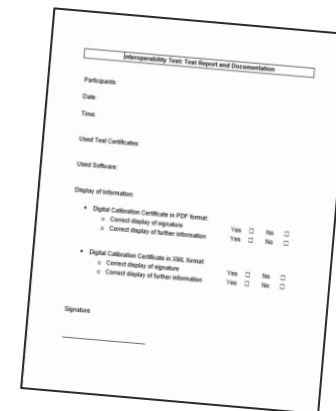 Interoperability Test: Test Report and Documentation
Participants:
Date:
Time:
Used Test Certificates:
Used Software:
Display of Information:
• Digital Calibration Certificate in PDF format:
o Correct display of signature Yes ☐ No ☐
o Correct display of further information Yes ☐ No ☐
• Digital Calibration Certificate in XML format:
o Correct display of signature Yes ☐ No ☐
o Correct display of further information Yes ☐ No ☐
Signature